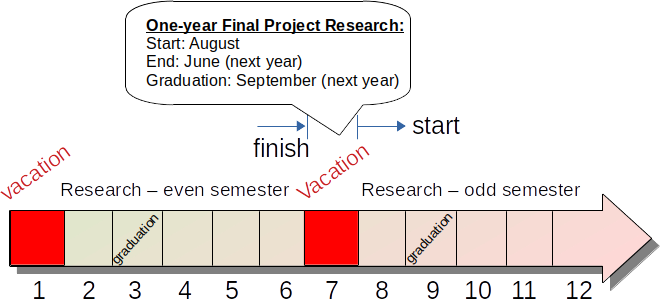 One-year Final Project Research:
Start: August
End: June (next year)
Graduation: September (next year)
start
finish
vacation
Vacation
Research – even semester
Research – odd semester
graduation
graduation
1 2 3 4 5 6 7 8 9 10 11 12